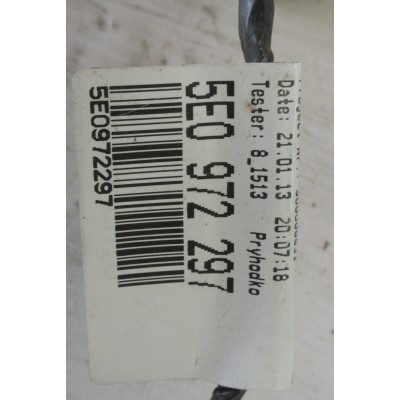 Date: 21.01.13 20:07:18
Tester: 8_1513 Pryhodko
5E0 972 297
5E0972297